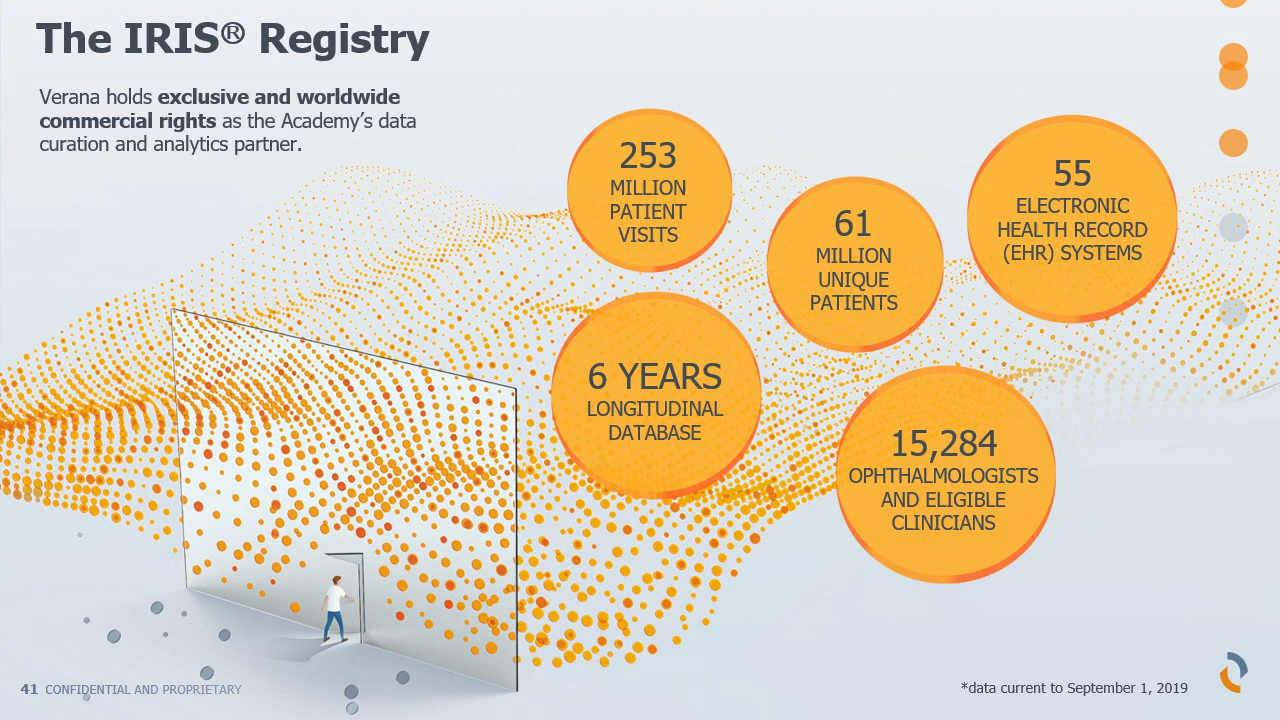 The IRIS® Registry
Verana holds exclusive and worldwide
commercial rights as the Academy’s data
curation and analytics partner.
253
MILLION
PATIENT
VISITS
61
MILLION
UNIQUE
PATIENTS
55
ELECTRONIC
HEALTH RECORD
(EHR) SYSTEMS
6 YEARS
LONGITUDINAL
DATABASE
15,284
OPHTHALMOLOGISTS
AND ELIGIBLE
CLINICIANS
41 CONFIDENTIAL AND PROPRIETARY
*data current to September 1, 2019